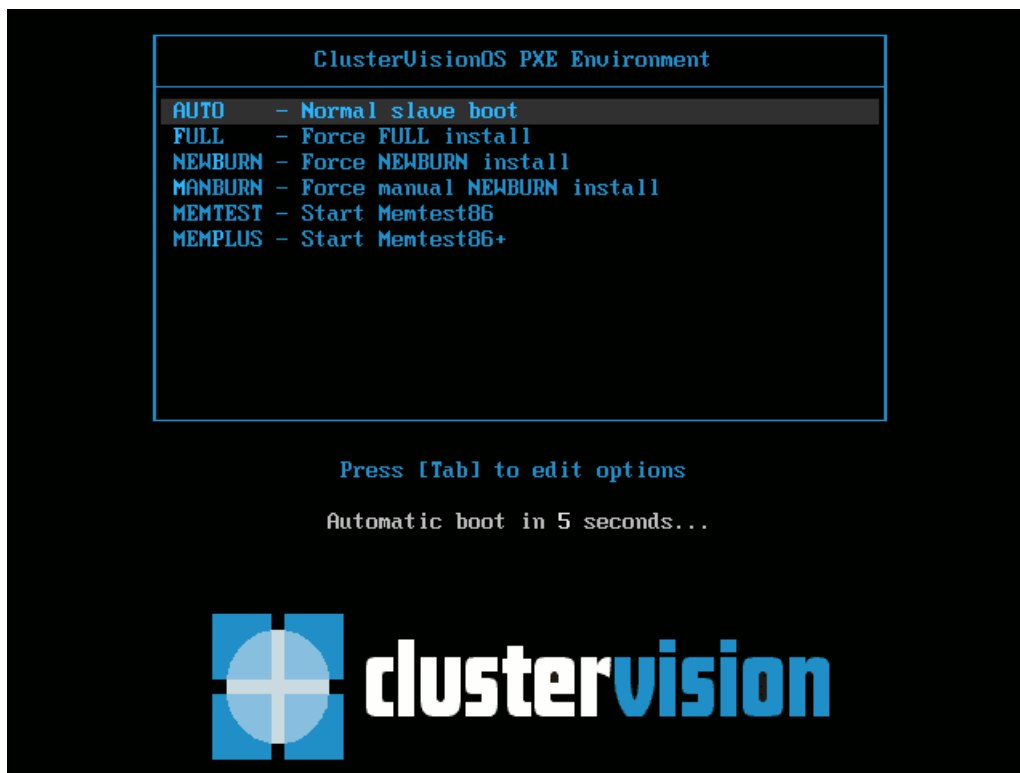 ClusterVisionOS PXE Environment
AUTO - Normal slave boot
FULL - Force FULL install
NEWBURN - Force NEWBURN install
MANBURN - Force manual NEWBURN install
MEMTEST - Start Memtest86
MEMPLUS - Start Memtest86+
Press [Tab] to edit options
Automatic boot in 5 seconds...
clustervision